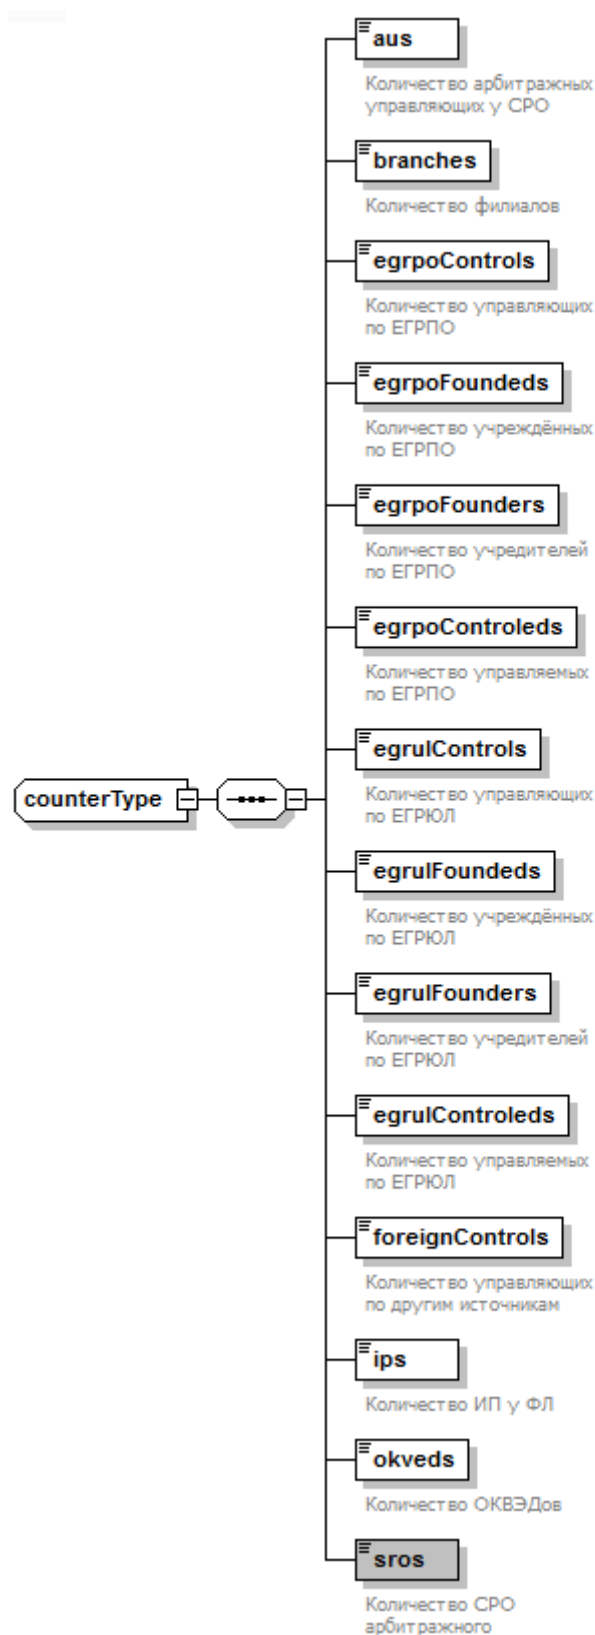 aus
Количество арбитражных
управляющих у СРО
branches
Количество филиалов
egrpoControls
Количество управляющих
по ЕГРПО
egrpoFoundeds
Количество учреждённых
по ЕГРПО
egrpoFounders
Количество учредителей
по ЕГРПО
egrpoControleds
Количество управляемых
по ЕГРПО
egrulControls
Количество управляющих
по ЕГРЮЛ
counterType
egrulFoundeds
Количество учреждённых
по ЕГРЮЛ
egrulFounders
Количество учредителей
по ЕГРЮЛ
egrulControleds
Количество управляемых
по ЕГРЮЛ
foreignControls
Количество управляющих
по другим источникам
ips
Количество ИП у ФЛ
okveds
Количество ОКВЭДов
sros
Количество СРО
арбитражного